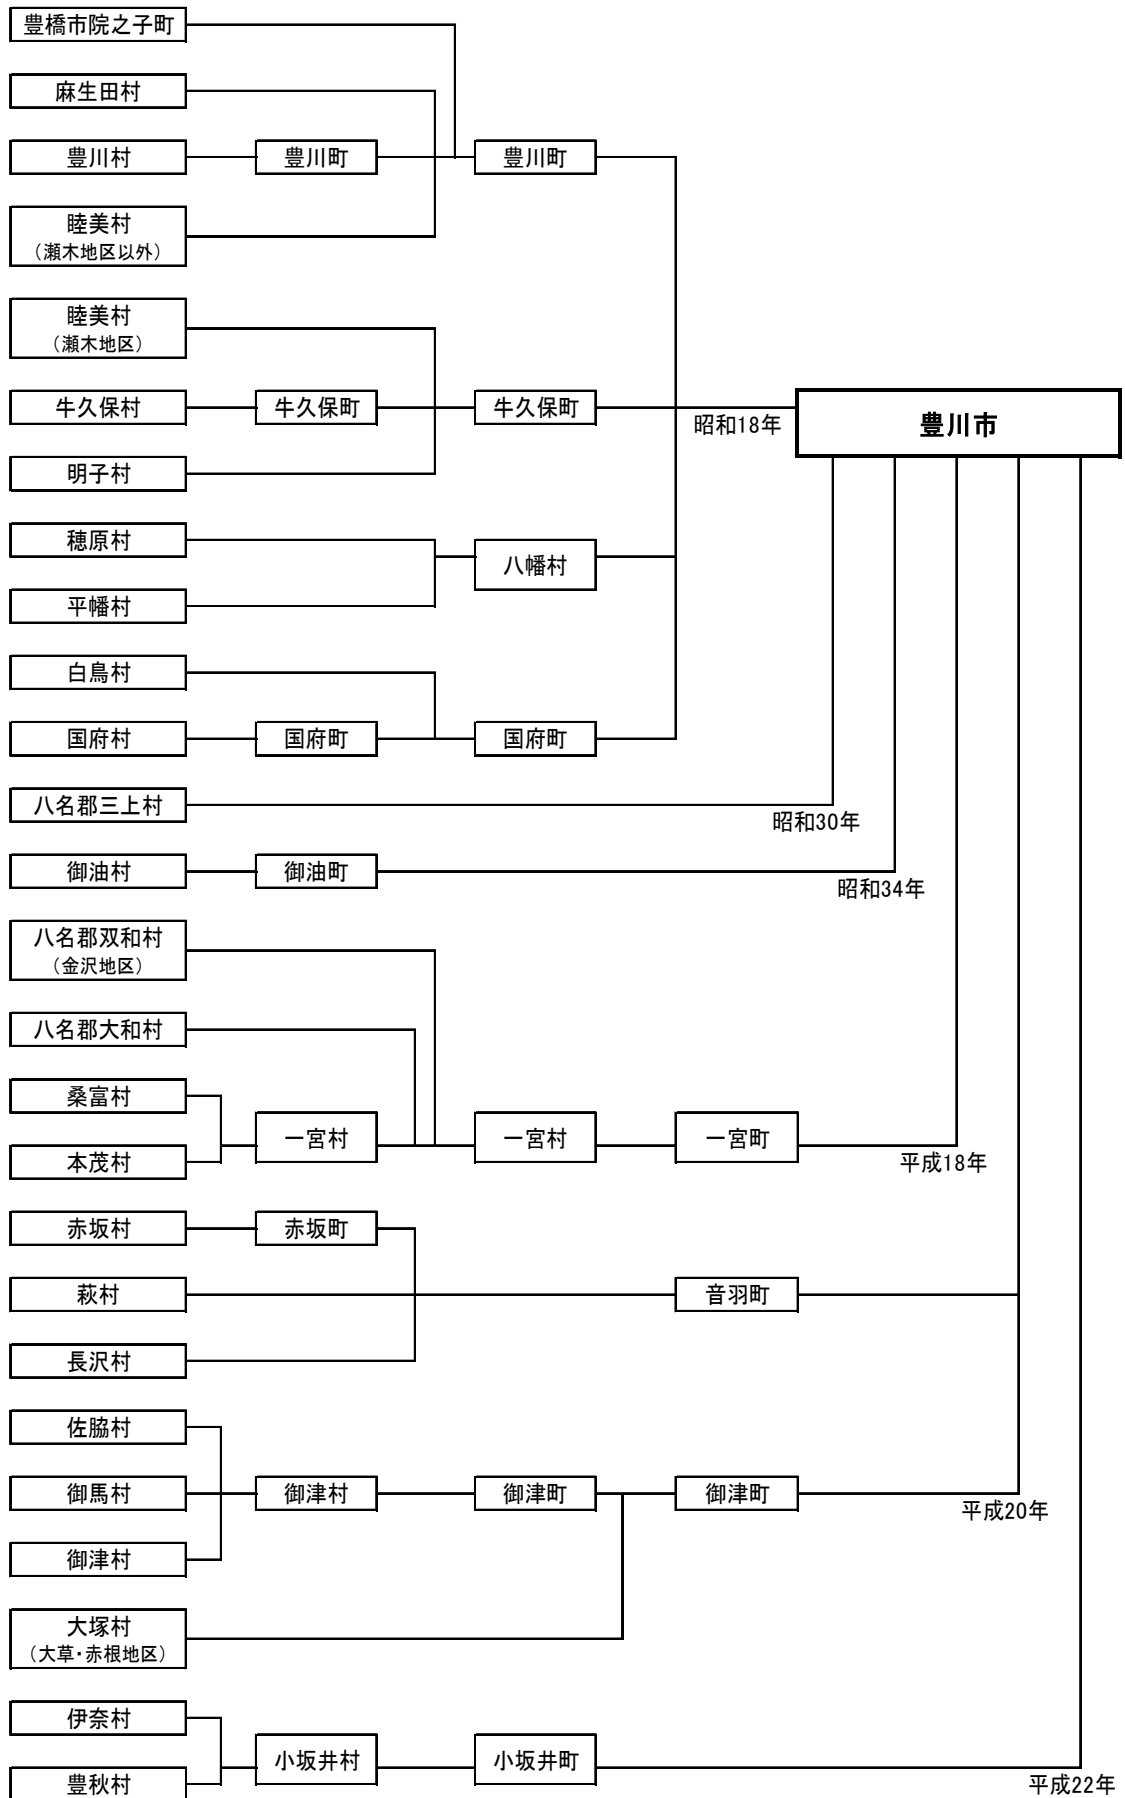 豊橋市院之子町
麻生田村
豊川村
豊川町
豊川町
睦美村
（瀬木地区以外）
睦美村
（瀬木地区）
牛久保村
牛久保町
牛久保町
昭和18年
豊川市
明子村
穂原村
八幡村
平幡村
白鳥村
国府村
国府町
国府町
八名郡三上村
昭和30年
御油村
御油町
昭和34年
八名郡双和村
（金沢地区）
八名郡大和村
桑富村
一宮村
一宮村
一宮町
本茂村
平成18年
赤坂村
赤坂町
萩村
音羽町
長沢村
佐脇村
御馬村
御津村
御津町
御津町
平成20年
御津村
大塚村
（大草・赤根地区）
伊奈村
小坂井村
小坂井町
豊秋村
平成22年